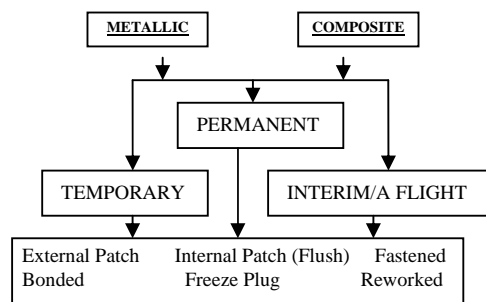 METALLIC COMPOSITE
PERMANENT
TEMPORARY INTERIM/A FLIGHT
External Patch Internal Patch (Flush) Fastened
Bonded Freeze Plug Reworked